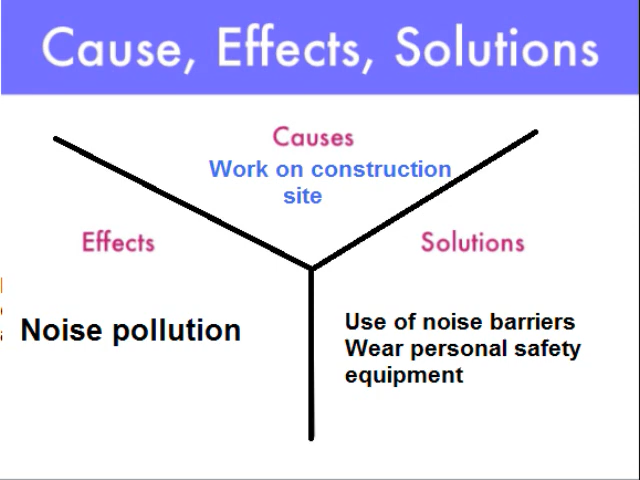 Cause, Effects, Solutions
Causes
Work on construction
site
Effects
Solutions
Noise pollution
Use of noise barriers
Wear personal safety
equipment